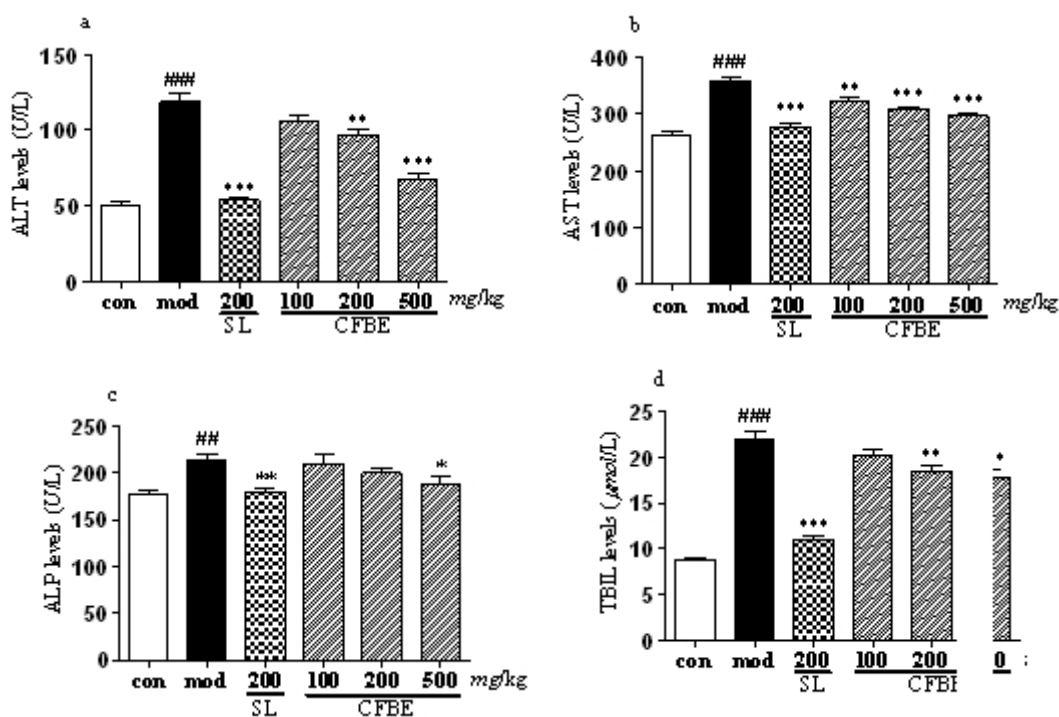 a
ALT levels (U/L)
150
100
50
0
###
***
**
***
con mod 200 100 200 500 mg/kg
SL CFBE
b
AST levels (U/L)
400
300
200
100
0
###
***
**
***
***
con mod 200 100 200 500 mg/kg
SL CFBE
c
ALP levels (U/L)
250
200
150
100
50
0
##
**
*
con mod 200 100 200 500 mg/kg
SL CFBE
d
TBIL levels (μmol/L)
25
20
15
10
5
0
###
***
**
*
con mod 200 100 200 0
SL CFBI